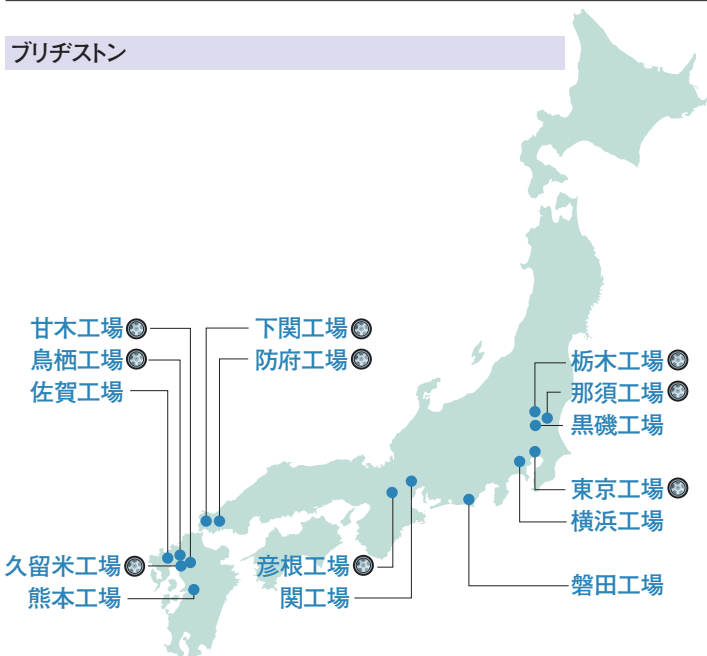 ブリヂストン
甘木工場
鳥栖工場
佐賀工場
下関工場
防府工場
栃木工場
那須工場
黒磯工場
東京工場
横浜工場
久留米工場
熊本工場
彦根工場
関工場
磐田工場